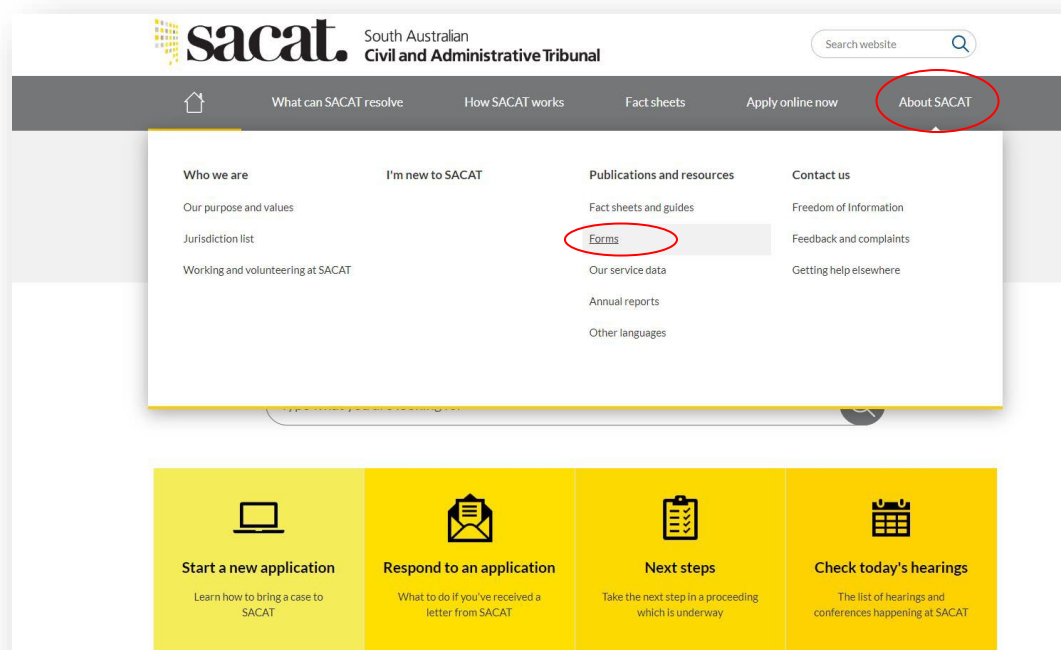 sacat.
South Australian
Civil and Administrative Tribunal
Search website
What can SACAT resolve
How SACAT works
Fact sheets
Apply online now
About SACAT
Who we are
Our purpose and values
Jurisdiction list
Working and volunteering at SACAT
I'm new to SACAT
Publications and resources
Fact sheets and guides
Forms
Our service data
Annual reports
Other languages
Contact us
Freedom of Information
Feedback and complaints
Getting help elsewhere
Start a new application
Learn how to bring a case to
SACAT
Respond to an application
What to do if you've received a
letter from SACAT
Next steps
Take the next step in a proceeding
which is underway
Check today's hearings
The list of hearings and
conferences happening at SACAT